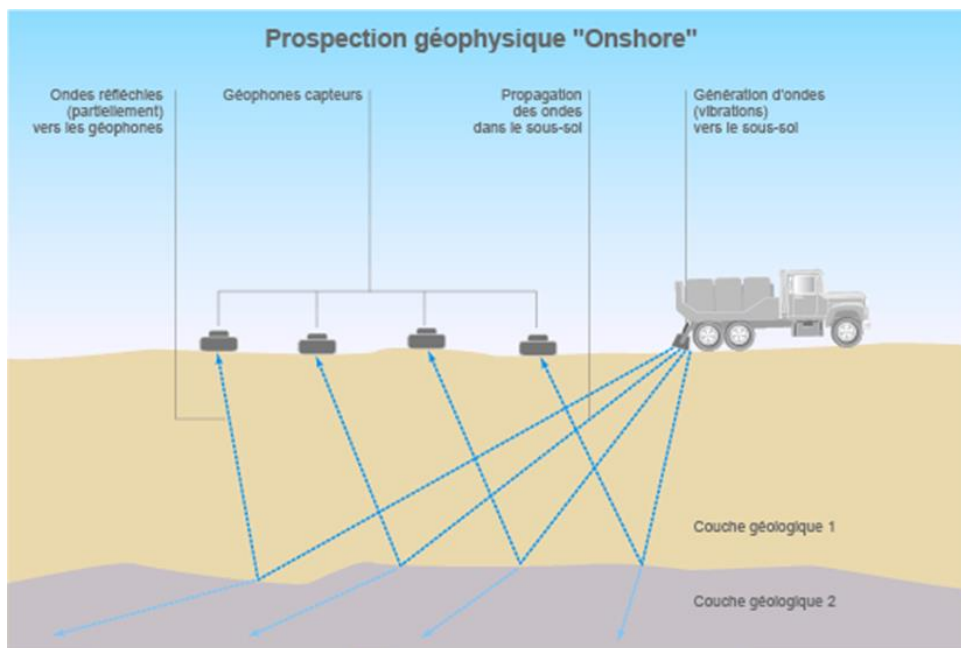 Prospection géophysique "Onshore"
Ondes réfléchies
(partiellement)
vers les géophones
Géophones capteurs
Propagation
des ondes
dans le sous-sol
Génération d'ondes
(vibrations)
vers le sous-sol
Couche géologique 1
Couche géologique 2